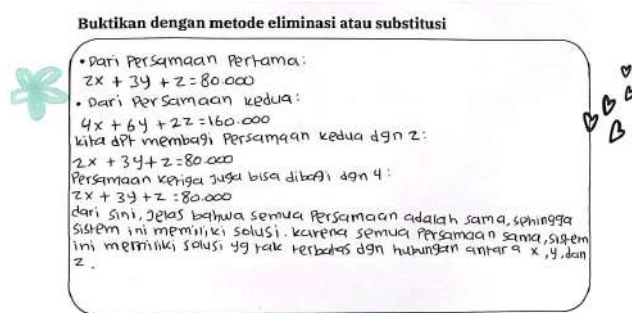 Buktikan dengan metode eliminasi atau substitusi
• Dari Persamaan Pertama:
2x + 3y + z = 80.000
• Dari Persamaan kedua:
4x + 6y + 2z = 160.000
kita dpt membagi Persamaan kedua dgn 2:
2x + 3y + z = 80.000
Persamaan ketiga juga bisa dibagi dgn 4:
2x + 3y + z = 80.000
dari sini, jelas bahwa semua Persamaan adalah sama, sehingga
sistem ini memiliki solusi. karena semua Persamaan sama, sistem
ini memiliki solusi yg tak terbatas dgn hubungan antara x, y, dan
z.